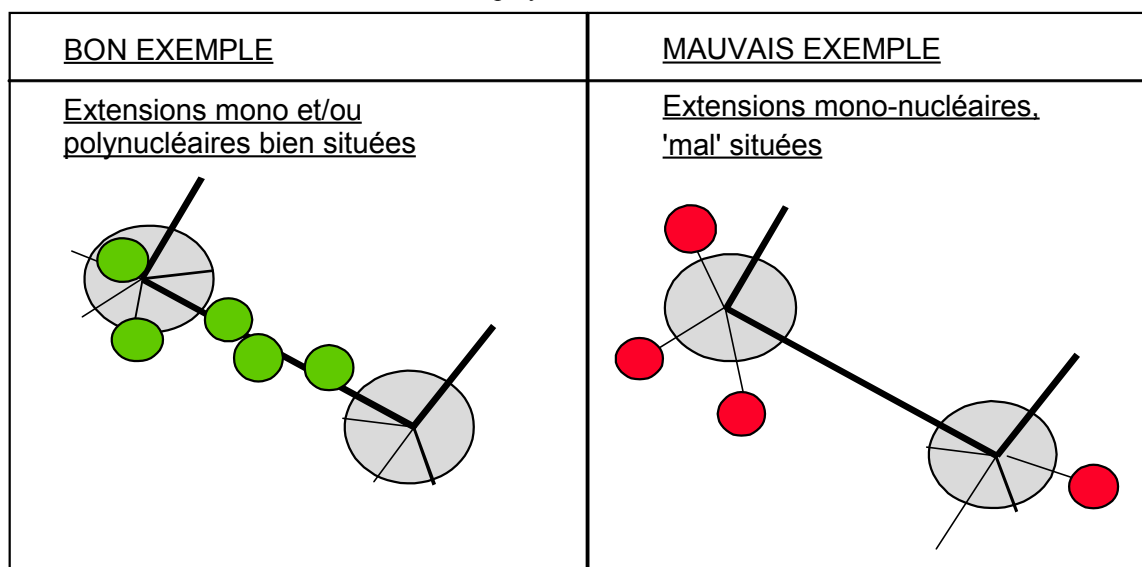 BON EXEMPLE
MAUVAIS EXEMPLE
Extensions mono et/ou
polynucléaires bien situées
Extensions mono-nucléaires,
'mal' situées